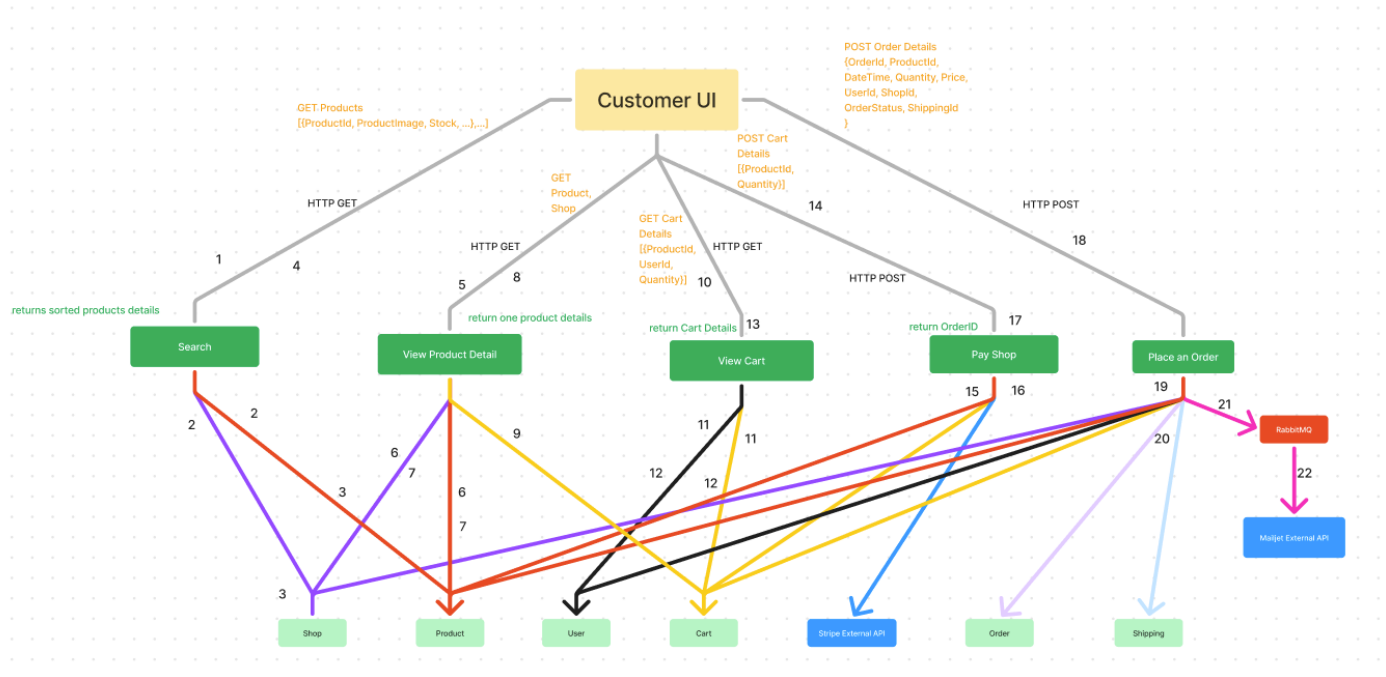 POST Order Details
{OrderId, ProductId,
DateTime, Quantity, Price,
UserId, ShopId,
OrderStatus, ShippingId
}
Customer UI
GET Products
[{ProductId, ProductImage, Stock, ...},...]
POST Cart
Details
[{ProductId,
Quantity}]
GET
Product,
Shop
HTTP GET
14
HTTP POST
GET Cart
Details
[{ProductId,
UserId,
Quantity}]
18
HTTP GET
HTTP GET
1
4
5
8
10
HTTP POST
returns sorted products details
return one product details
return Cart Details
13
return OrderID
17
Search
View Product Detail
View Cart
Pay Shop
Place an Order
15
16
19
21
2
2
9
11
11
20
RabbitMQ
6
7
12
12
22
3
6
7
Mailjet External API
3
Shop
Product
User
Cart
Stripe External API
Order
Shipping